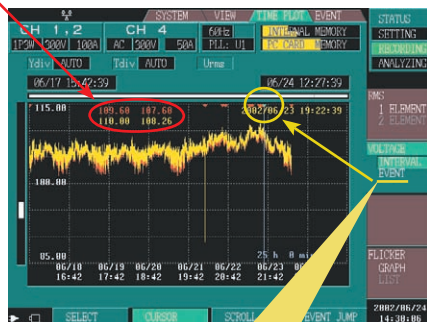 SYSTEM VIEW TIME PLOT EVENT
CH 1,2 CH 4 60Hz INTERNAL MEMORY
1P3W 300V 100A AC 300V 50A PLL: U1 PC CARD MEMORY
Ydiv AUTO Tdiv AUTO Urms
06/17 15:42:39 06/24 12:27:39
115.00 109.60 107.60 2002/06/23 19:22:39
110.00 108.26
100.00
85.00 25 h 0 min
06/18 06/19 06/20 06/21 06/22 06/23
16:42 17:42 18:42 19:42 20:42 21:42
SELECT CURSOR SCROLL EVENT JUMP
STATUS
SETTING
RECORDING
ANALYZING
RMS
1 ELEMENT
2 ELEMENT
VOLTAGE
INTERVAL
EVENT
FLICKER
GRAPH
LIST
2002/06/24
14:30:06